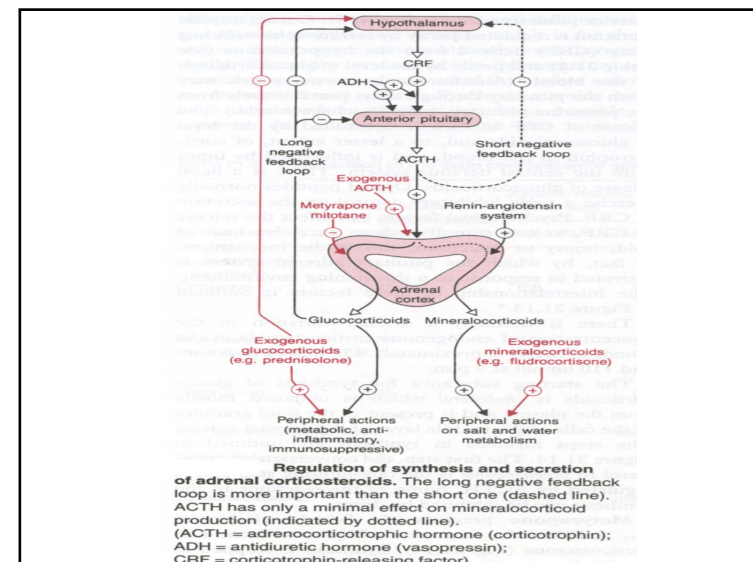 Hypothalamus
CRF
ADH
Anterior pituitary
Long
negative
feedback
loop
Short negative
feedback loop
ACTH
Exogenous
ACTH
Metyrapone
mitotane
Renin-angiotensin
system
Adrenal
cortex
Glucocorticoids
Mineralocorticoids
Exogenous
glucocorticoids
(e.g. prednisolone)
Exogenous
mineralocorticoids
(e.g. fludrocortisone)
Peripheral actions
(metabolic, anti-
inflammatory,
immunosuppressive)
Peripheral actions
on salt and water
metabolism
Regulation of synthesis and secretion
of adrenal corticosteroids. The long negative feedback
loop is more important than the short one (dashed line).
ACTH has only a minimal effect on mineralocorticoid
production (indicated by dotted line).
(ACTH = adrenocorticotrophic hormone (corticotrophin);
ADH = antidiuretic hormone (vasopressin);
CRF = corticotrophin-releasing factor)